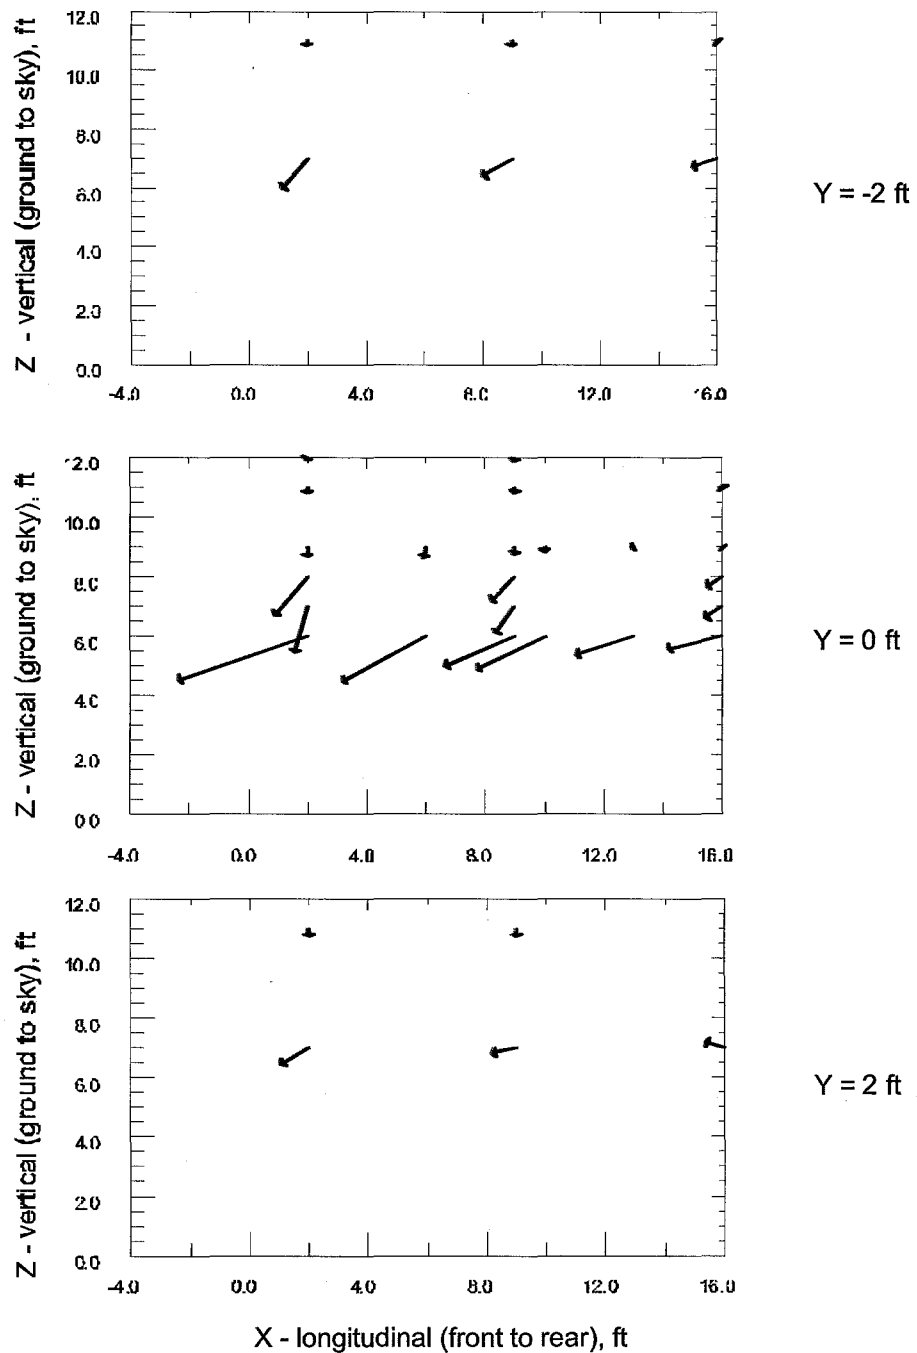 Z - vertical (ground to sky), ft
12.0
10.0
8.0
6.0
4.0
2.0
0.0
-4.0 0.0 4.0 8.0 12.0 16.0
Y = -2 ft
Z - vertical (ground to sky), ft
12.0
10.0
8.0
6.0
4.0
2.0
0.0
-4.0 0.0 4.0 8.0 12.0 16.0
Y = 0 ft
Z - vertical (ground to sky), ft
12.0
10.0
8.0
6.0
4.0
2.0
0.0
-4.0 0.0 4.0 8.0 12.0 16.0
Y = 2 ft
X - longitudinal (front to rear), ft